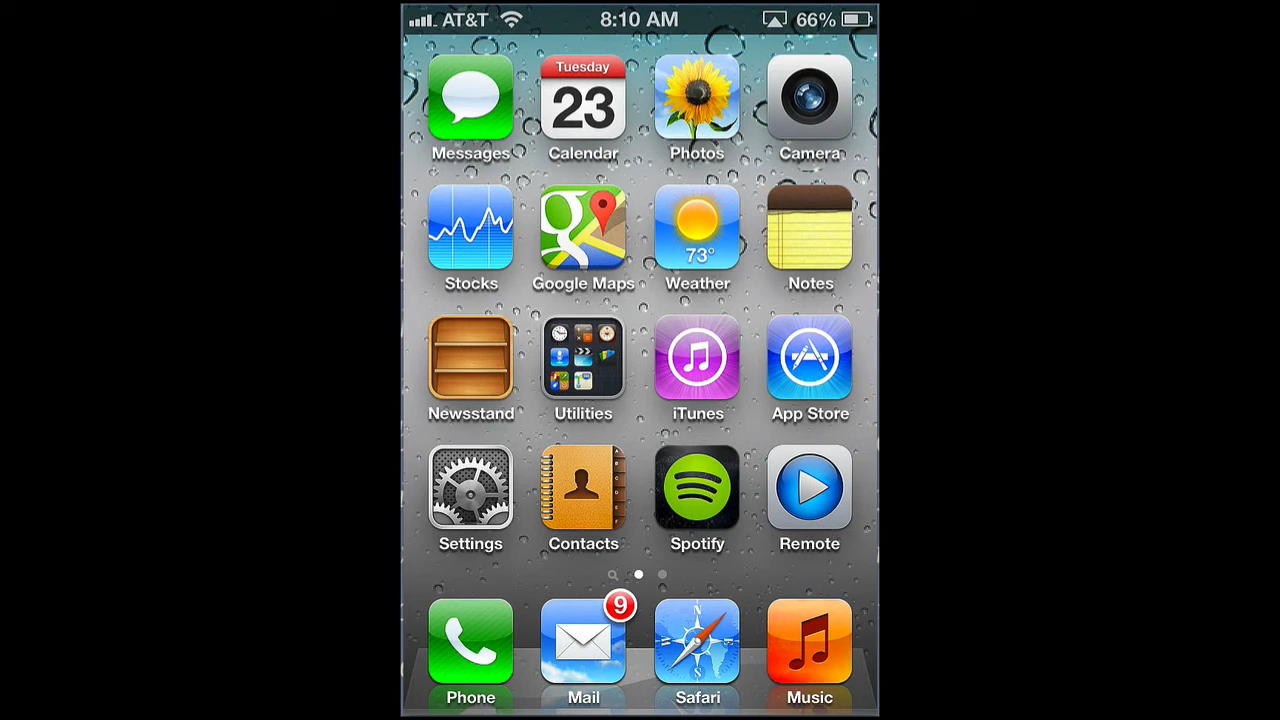 AT&T 8:10 AM 66%
Tuesday
23
Messages Calendar Photos Camera
73°
Stocks Google Maps Weather Notes
Newsstand Utilities iTunes App Store
Settings Contacts Spotify Remote
9
N
S
Phone Mail Safari Music